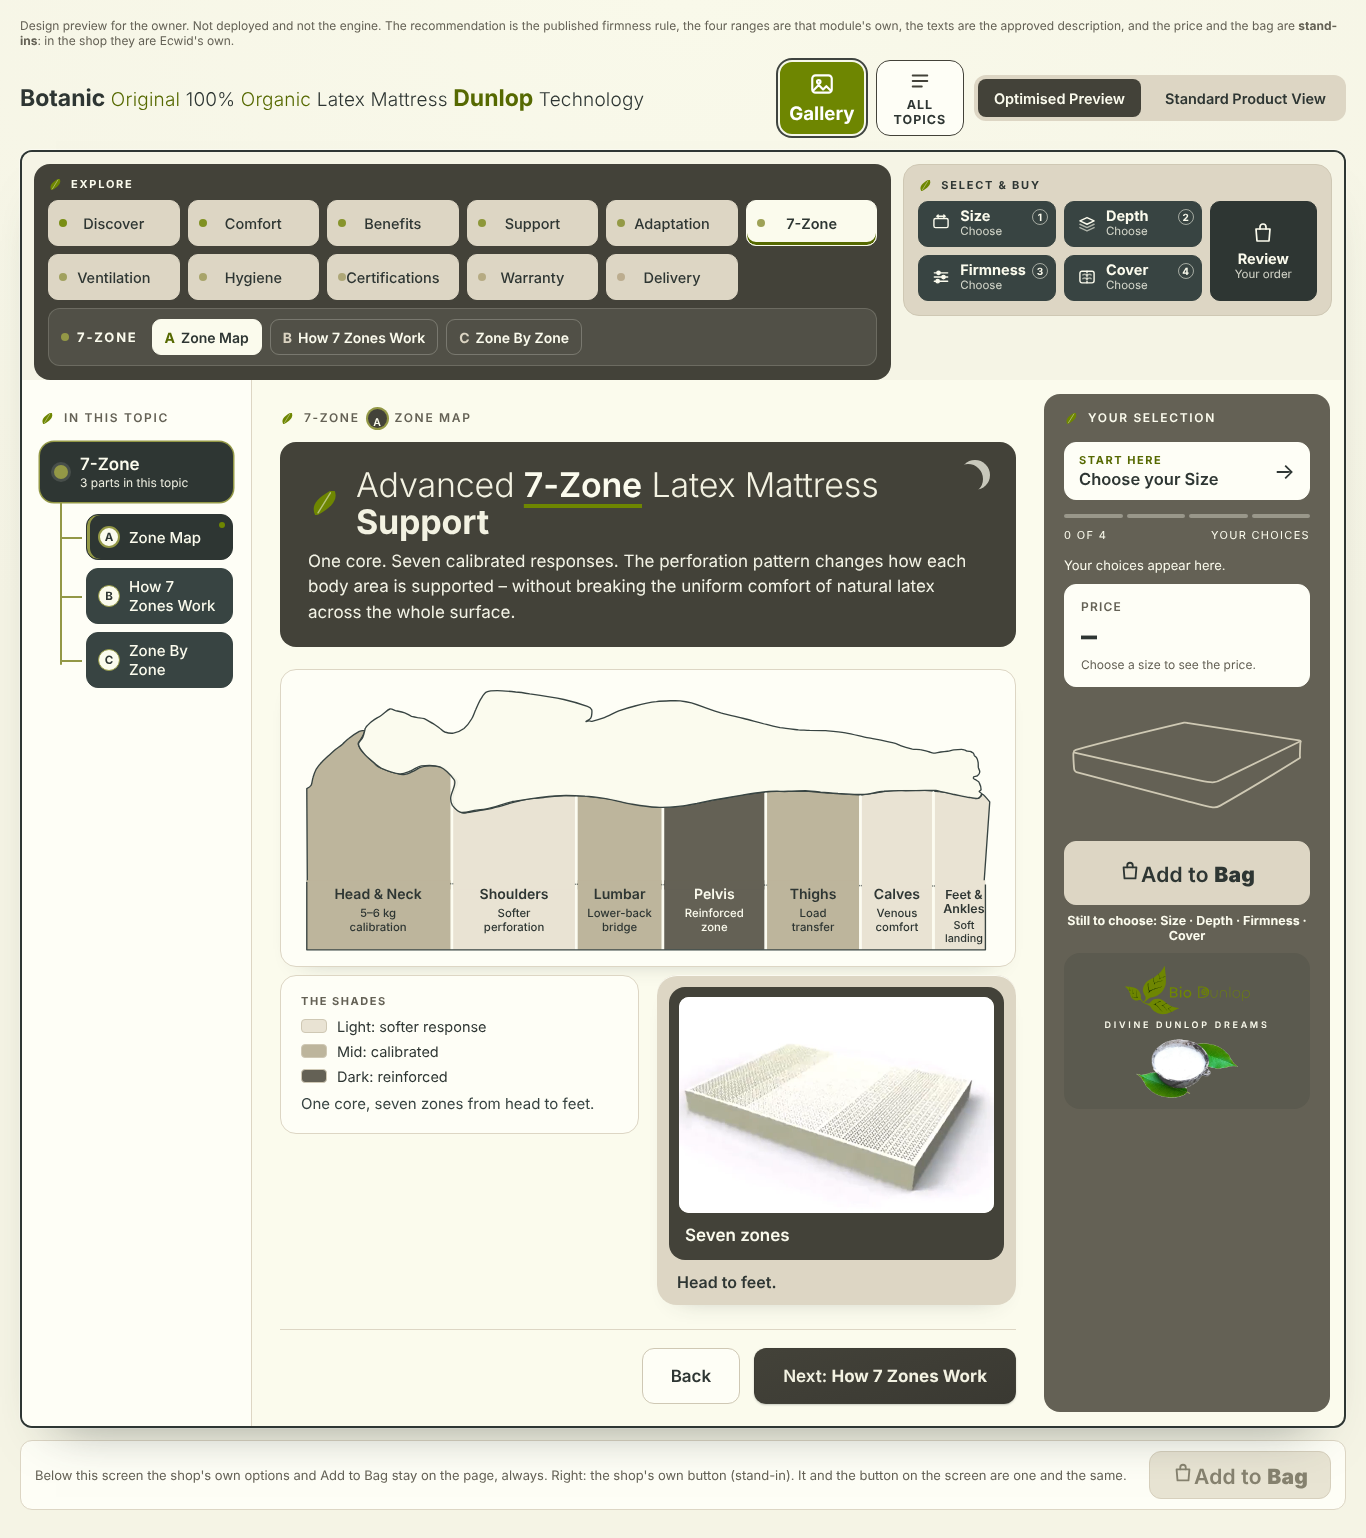 Design preview for the owner. Not deployed and not the engine. The recommendation is the published firmness rule, the four ranges are that module's own, the texts are the approved description, and the price and the bag are stand-
ins: in the shop they are Ecwid's own.
Botanic Original 100% Organic Latex Mattress Dunlop Technology
Gallery
ALL
TOPICS
Optimised Preview
Standard Product View
EXPLORE
Discover
Comfort
Benefits
Support
Adaptation
7-Zone
Ventilation
Hygiene
Certifications
Warranty
Delivery
7-ZONE
A Zone Map
B How 7 Zones Work
C Zone By Zone
SELECT & BUY
Size
Choose
1
Depth
Choose
2
Firmness
Choose
3
Cover
Choose
4
Review
Your order
IN THIS TOPIC
7-Zone
3 parts in this topic
A Zone Map
B How 7
Zones Work
C Zone By
Zone
7-ZONE A ZONE MAP
Advanced 7-Zone Latex Mattress
Support
One core. Seven calibrated responses. The perforation pattern changes how each
body area is supported – without breaking the uniform comfort of natural latex
across the whole surface.
Head & Neck
5–6 kg
calibration
Shoulders
Softer
perforation
Lumbar
Lower-back
bridge
Pelvis
Reinforced
zone
Thighs
Load
transfer
Calves
Venous
comfort
Feet &
Ankles
Soft
landing
THE SHADES
Light: softer response
Mid: calibrated
Dark: reinforced
One core, seven zones from head to feet.
Seven zones
Head to feet.
Back
Next: How 7 Zones Work
YOUR SELECTION
START HERE
Choose your Size
0 OF 4
YOUR CHOICES
Your choices appear here.
PRICE
–
Choose a size to see the price.
Add to Bag
Still to choose: Size · Depth · Firmness ·
Cover
Bio Dunlop
DIVINE DUNLOP DREAMS
Below this screen the shop's own options and Add to Bag stay on the page, always. Right: the shop's own button (stand-in). It and the button on the screen are one and the same.
Add to Bag